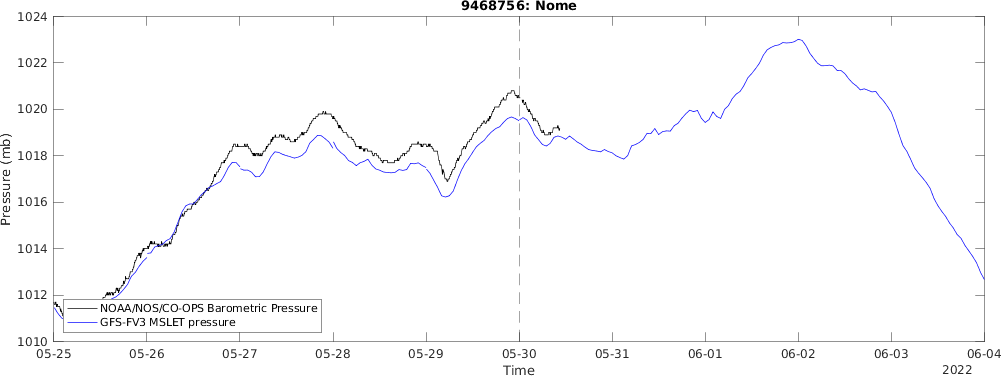 9468756: Nome
Pressure (mb)
1024
1022
1020
1018
1016
1014
1012
1010
NOAA/NOS/CO-OPS Barometric Pressure
GFS-FV3 MSLET pressure
05-25 05-26 05-27 05-28 05-29 05-30 05-31 06-01 06-02 06-03 06-04
Time
2022